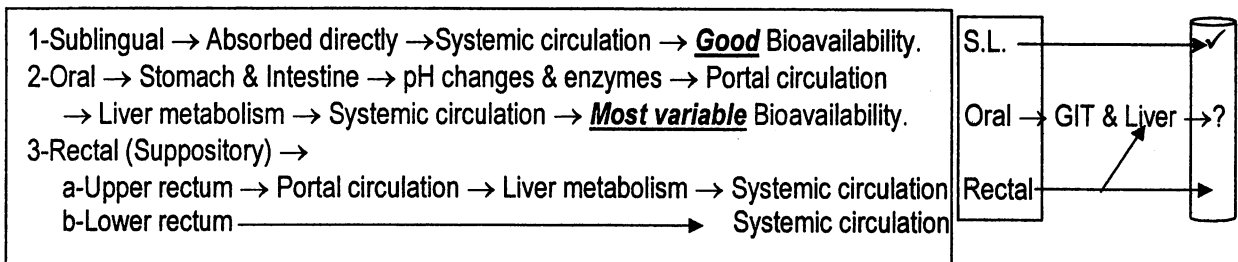 1-Sublingual → Absorbed directly →Systemic circulation → Good Bioavailability.
2-Oral → Stomach & Intestine → pH changes & enzymes → Portal circulation
→ Liver metabolism → Systemic circulation → Most variable Bioavailability.
3-Rectal (Suppository) →
a-Upper rectum → Portal circulation → Liver metabolism → Systemic circulation
b-Lower rectum → Systemic circulation
S.L. → ✓
Oral → GIT & Liver → ?
Rectal →